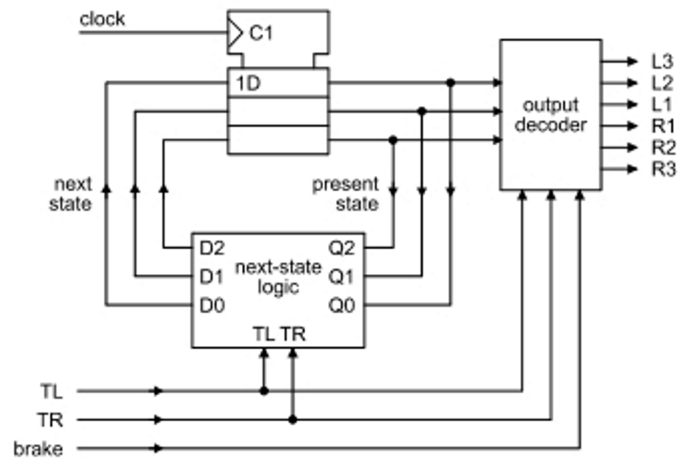 clock
C1
1D
L3
L2
L1
R1
R2
R3
output
decoder
next
state
present
state
D2
D1
D0
next-state
logic
Q2
Q1
Q0
TL TR
TL
TR
brake